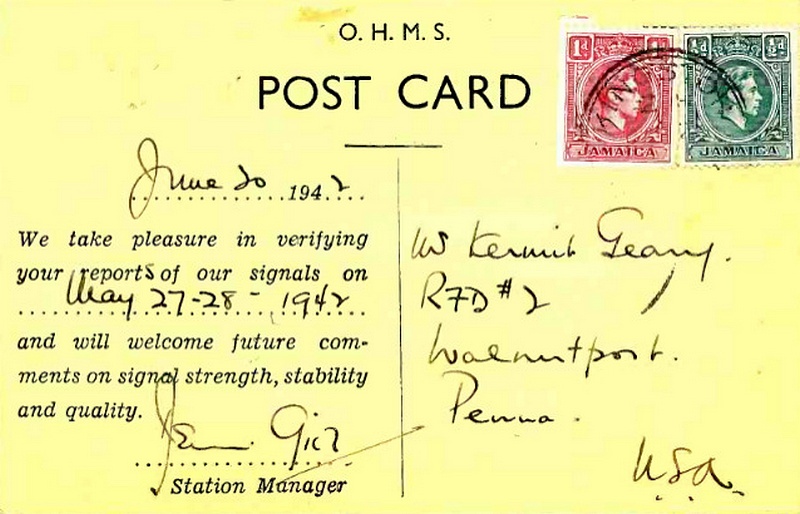 O. H. M. S.
POST CARD
1d
½d
JAMAICA
JAMAICA
June 20 1942
We take pleasure in verifying
your reports of our signals on
May 27-28 - 1942
and will welcome future com-
ments on signal strength, stability
and quality.
Station Manager
Mr Kermit Geary.
RFD #2
Walnutport.
Penna.
USA.